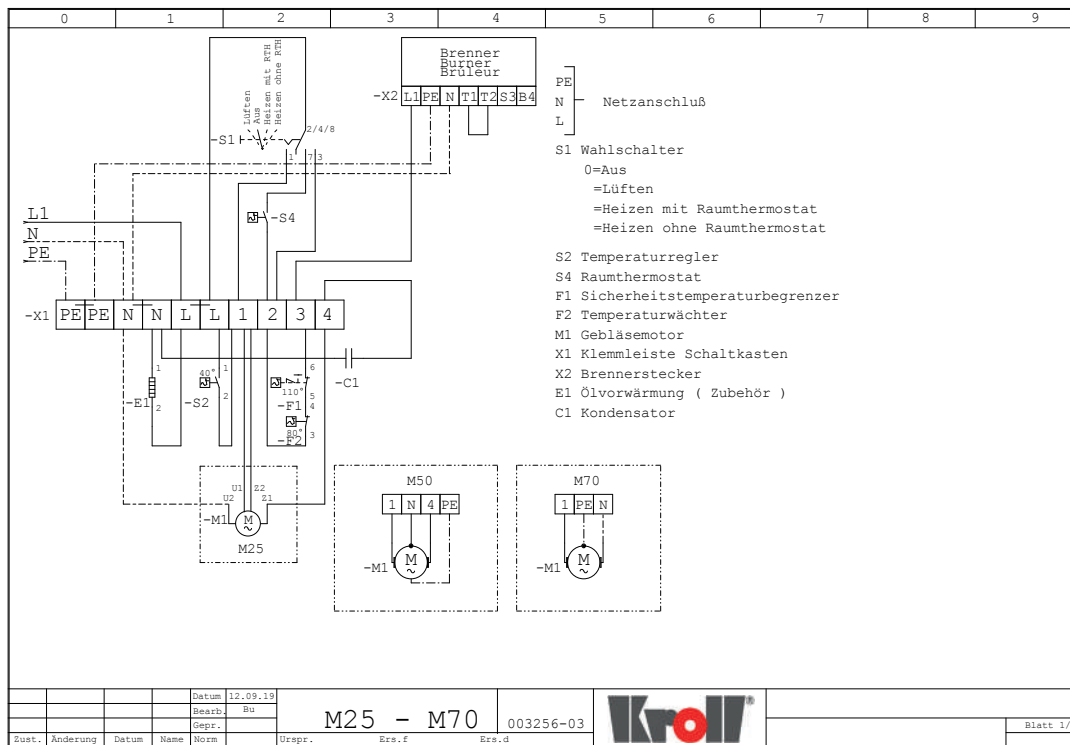 0 1 2 3 4 5 6 7 8 9
Lüften
Aus
Heizen mit RTH
Heizen ohne RTH
Brenner
Burner
Brûleur
-X2 L1 PE N T1 T2 S3 B4
-S1
2/4/8
1 7 3
-S4
L1
N
PE
-X1 PE PE N N L L 1 2 3 4
PE
N Netzanschluß
L
S1 Wahlschalter
0=Aus
=Lüften
=Heizen mit Raumthermostat
=Heizen ohne Raumthermostat
S2 Temperaturregler
S4 Raumthermostat
F1 Sicherheitstemperaturbegrenzer
F2 Temperaturwächter
M1 Gebläsemotor
X1 Klemmleiste Schaltkasten
X2 Brennerstecker
E1 Ölvorwärmung ( Zubehör )
C1 Kondensator
1
-E1
2
40° 1
-S2
2
6
110°
5
-F1
4
80° 3
-F2
-C1
U1 Z2
U2 Z1
-M1
M
~
M25
M50
1 N 4 PE
-M1
M
~
M70
1 PE N
-M1
M
~
Datum 12.09.19
Bearb. Bu
Gepr.
Zust. Änderung Datum Name Norm
M25 - M70
003256-03
Urspr. Ers.f Ers.d
Kroll®
Blatt 1/